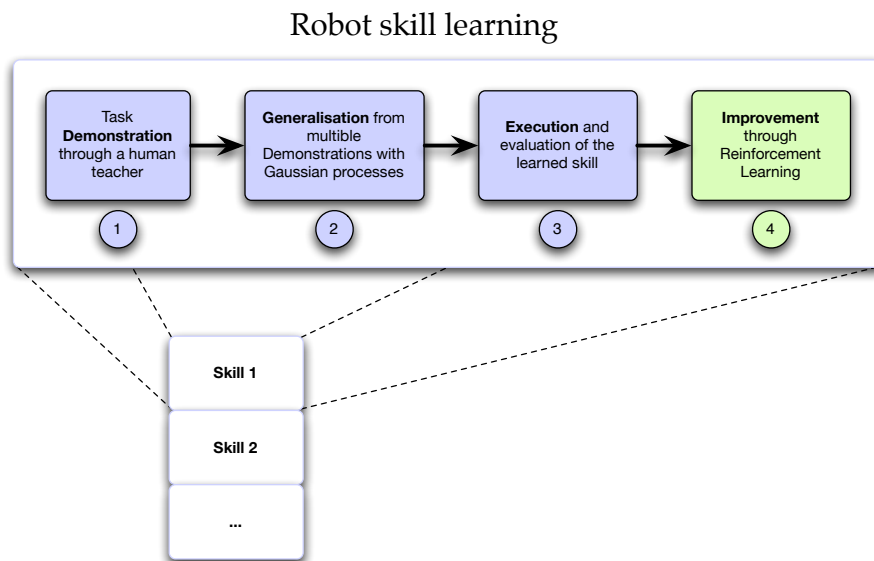 Robot skill learning
Task
Demonstration
through a human
teacher
Generalisation from
multible
Demonstrations with
Gaussian processes
Execution and
evaluation of the
learned skill
Improvement
through
Reinforcement
Learning
1
2
3
4
Skill 1
Skill 2
...